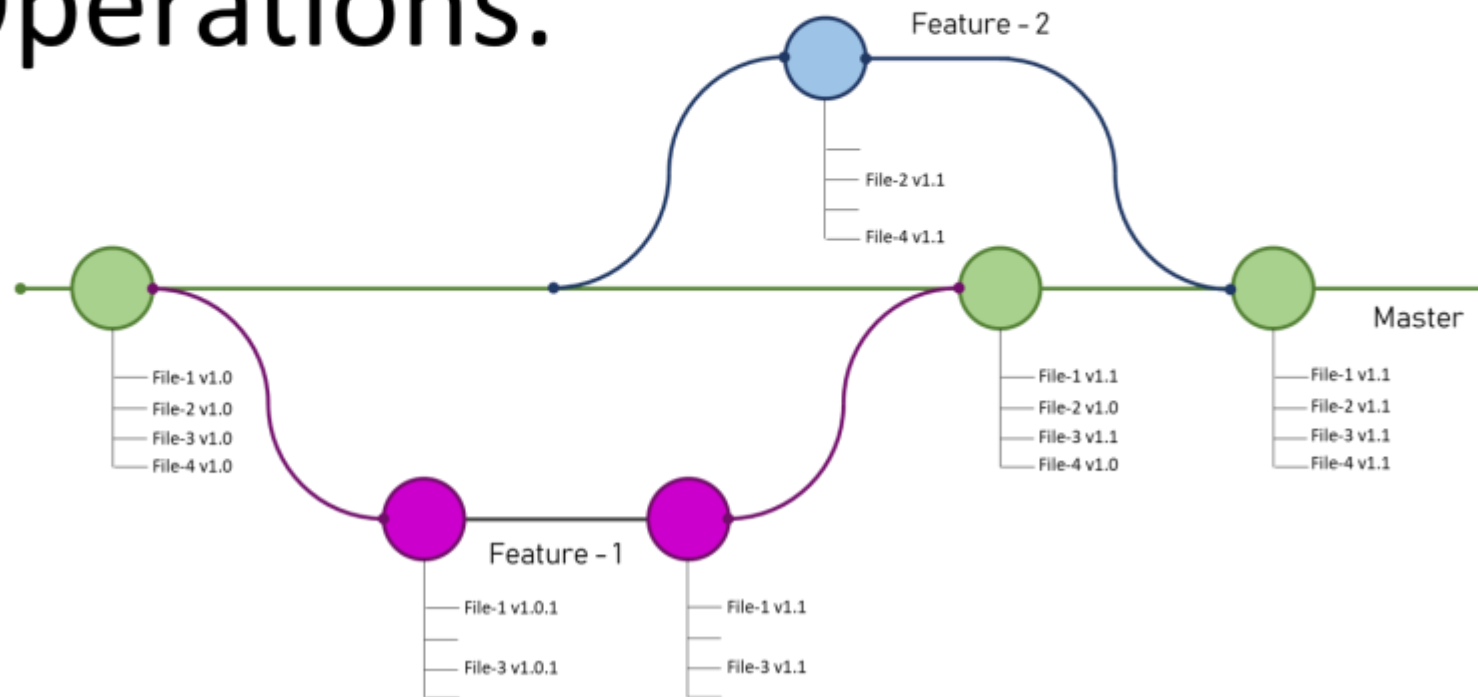 perations.
Feature - 2
File-2 v1.1
File-4 v1.1
Master
File-1 v1.0
File-2 v1.0
File-3 v1.0
File-4 v1.0
File-1 v1.1
File-2 v1.0
File-3 v1.1
File-4 v1.0
File-1 v1.1
File-2 v1.1
File-3 v1.1
File-4 v1.1
Feature - 1
File-1 v1.0.1
File-3 v1.0.1
File-1 v1.1
File-3 v1.1